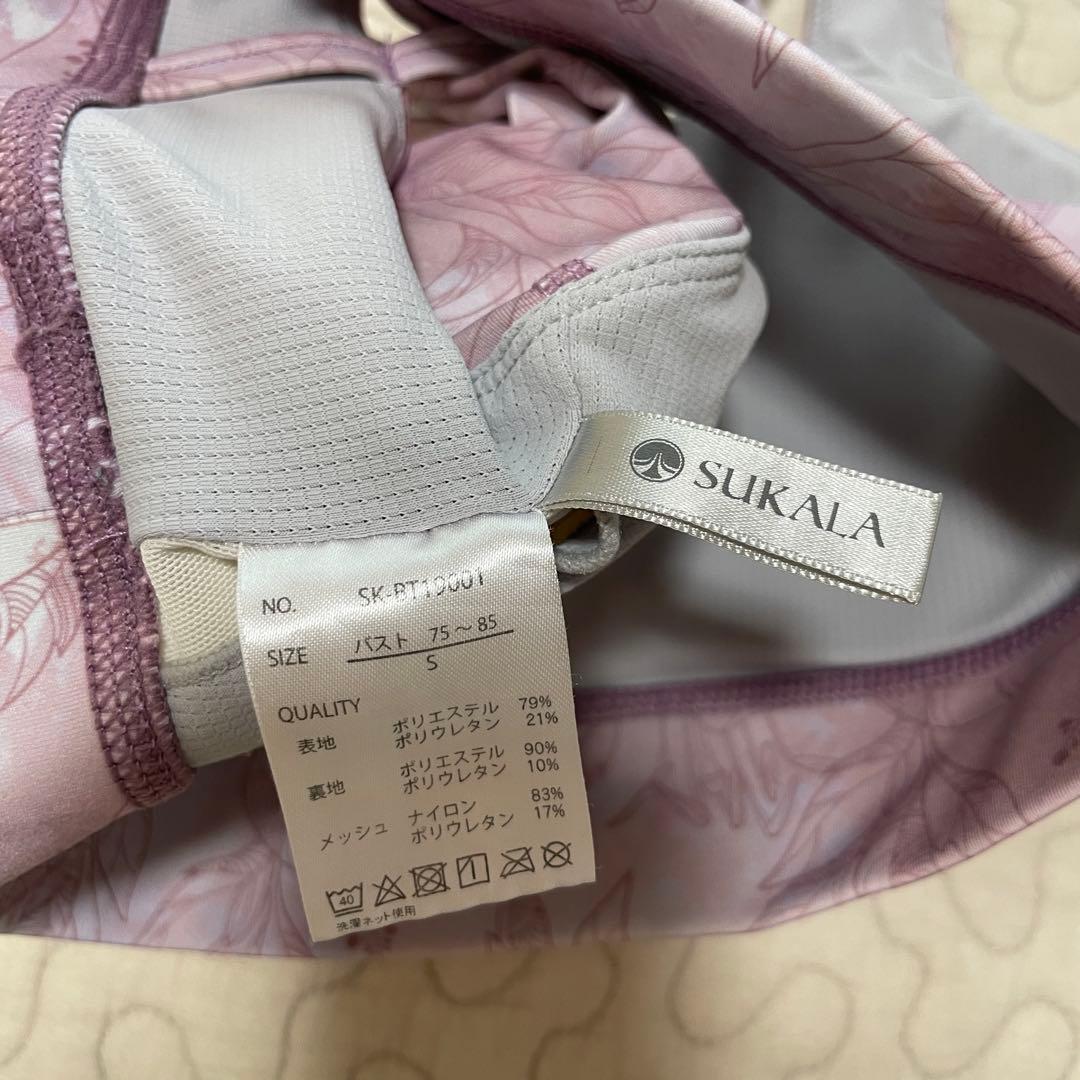 SUKALA
NO. SK-BT19001
SIZE バスト 75～85
S
QUALITY
表地 ポリエステル 79%
ポリウレタン 21%
裏地 ポリエステル 90%
ポリウレタン 10%
メッシュ ナイロン 83%
ポリウレタン 17%
40
洗濯ネット使用